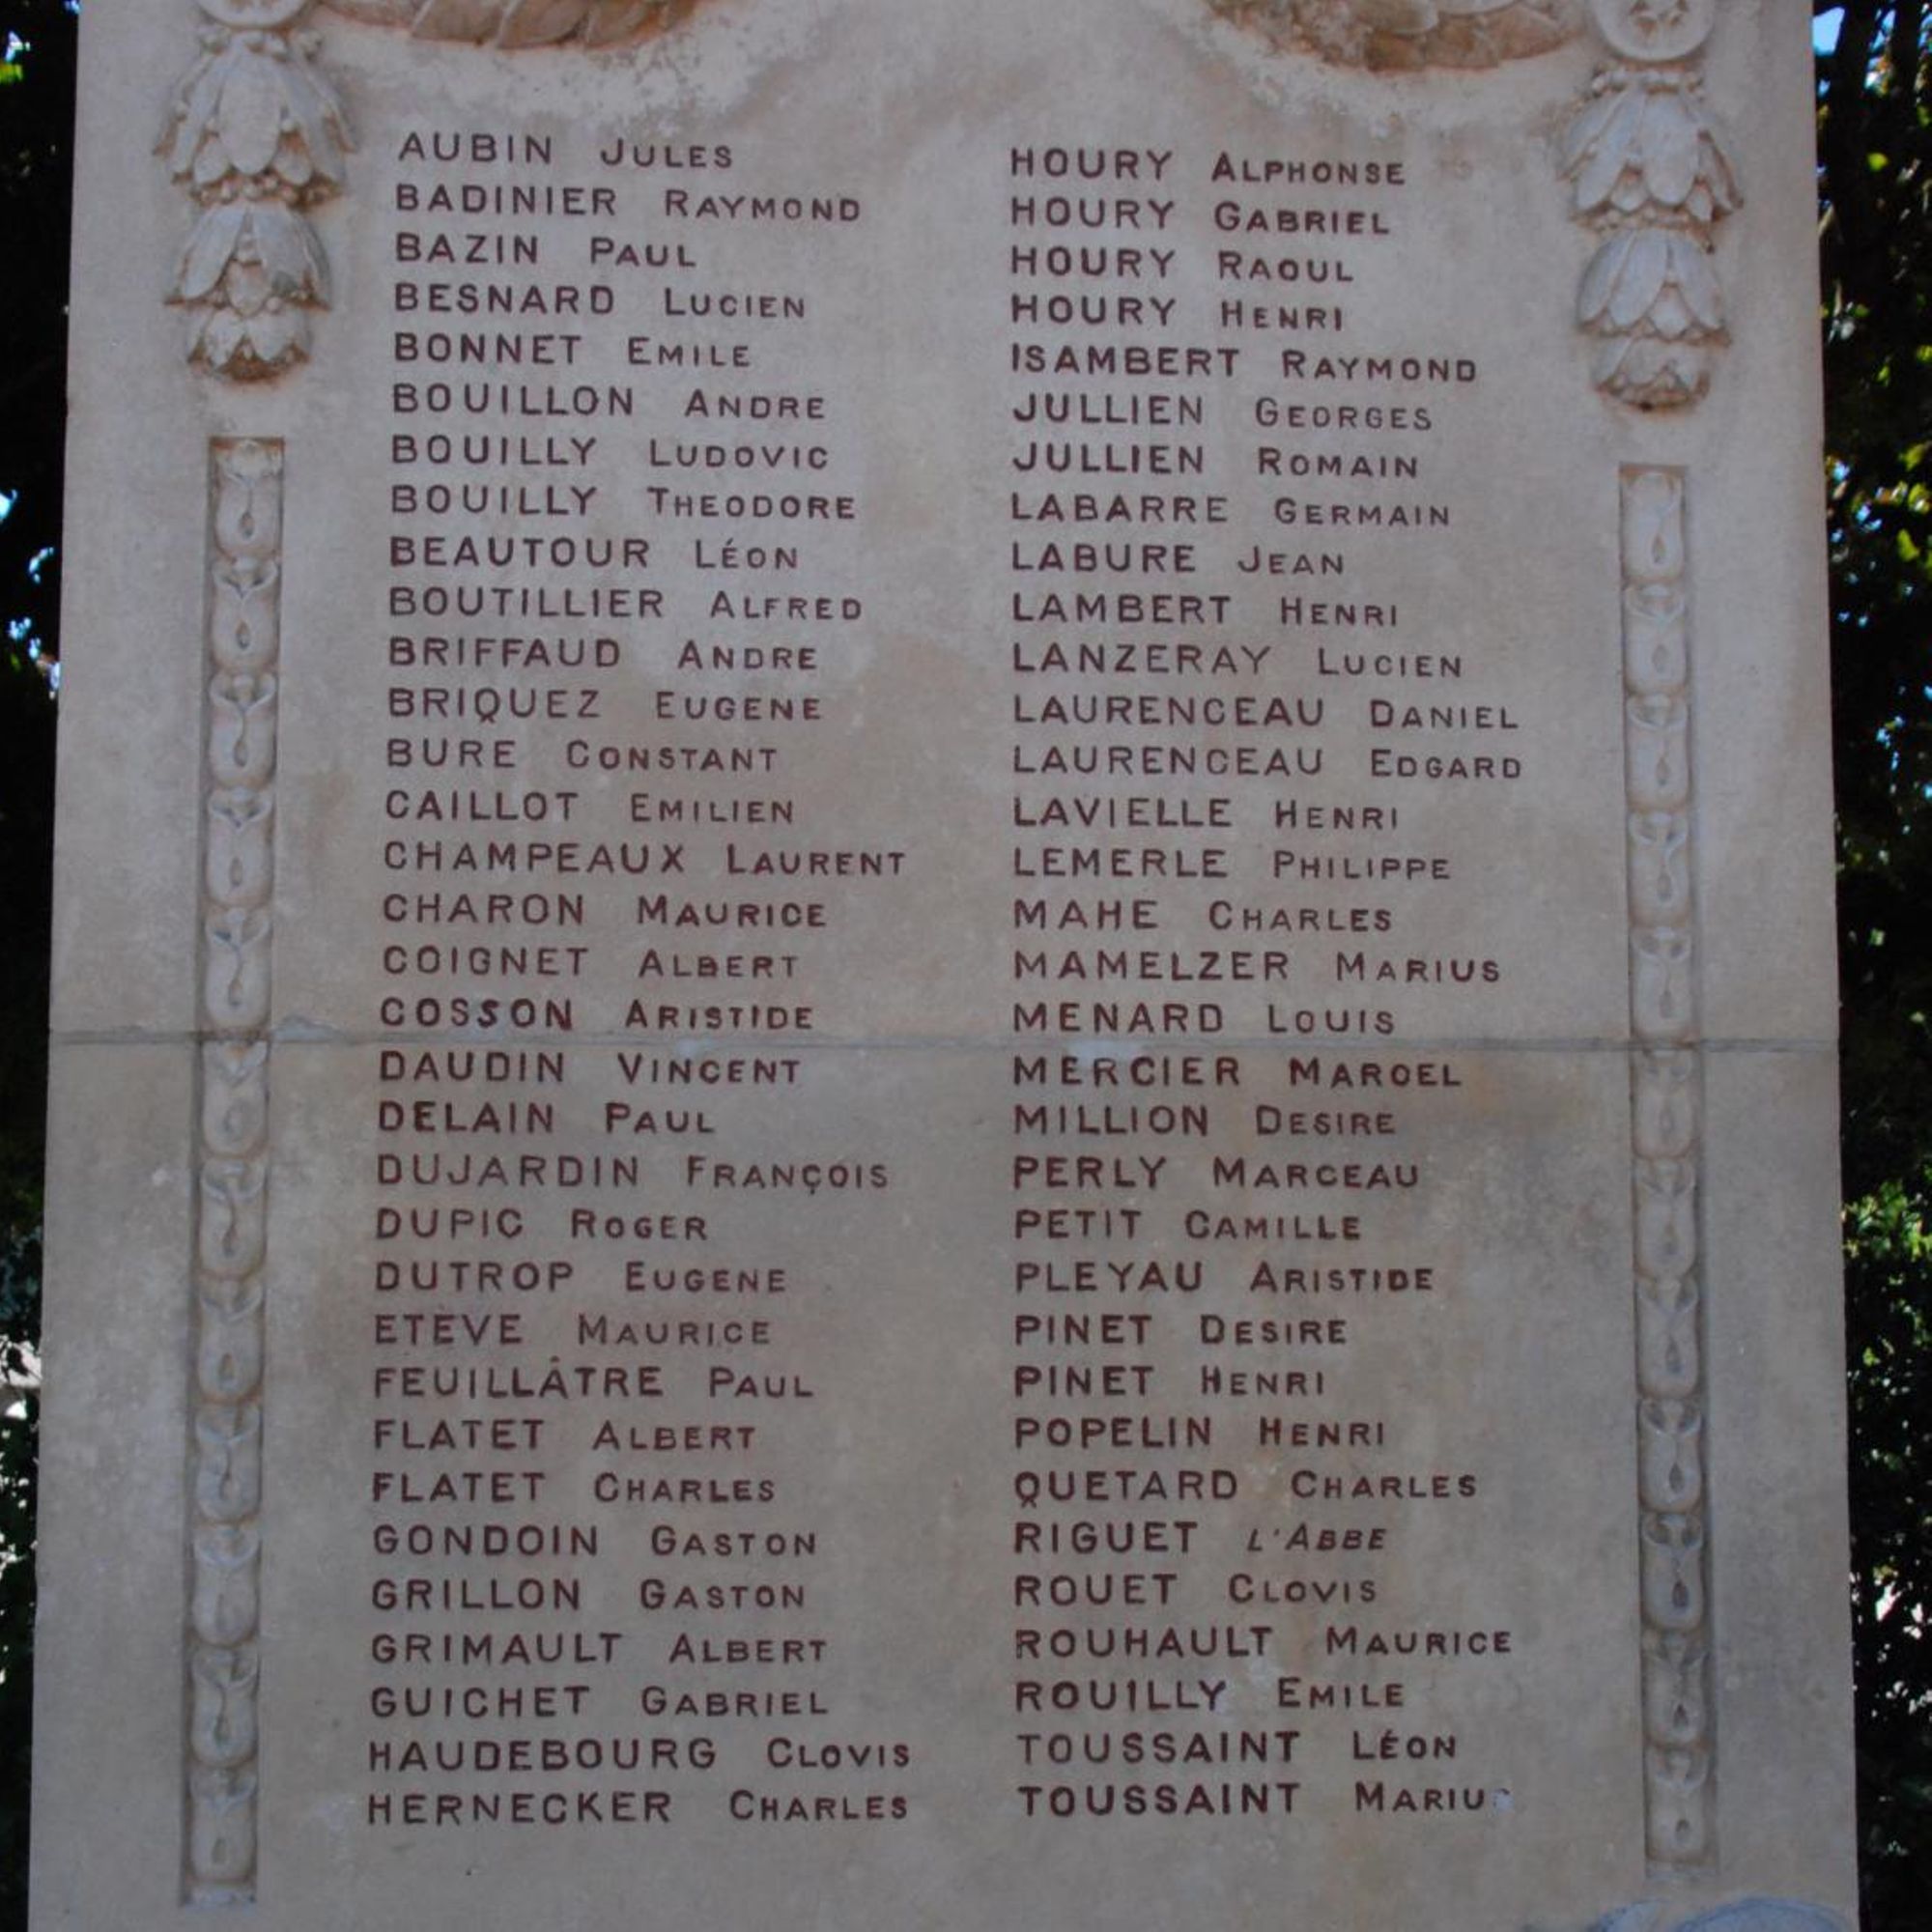 AUBIN JULES
BADINIER RAYMOND
BAZIN PAUL
BESNARD LUCIEN
BONNET EMILE
BOUILLON ANDRE
BOUILLY LUDOVIC
BOUILLY THEODORE
BEAUTOUR LÉON
BOUTILLIER ALFRED
BRIFFAUD ANDRE
BRIQUEZ EUGENE
BURE CONSTANT
CAILLOT EMILIEN
CHAMPEAUX LAURENT
CHARON MAURICE
COIGNET ALBERT
COSSON ARISTIDE
DAUDIN VINCENT
DELAIN PAUL
DUJARDIN FRANÇOIS
DUPIC ROGER
DUTROP EUGENE
ETEVE MAURICE
FEUILLÂTRE PAUL
FLATET ALBERT
FLATET CHARLES
GONDOIN GASTON
GRILLON GASTON
GRIMAULT ALBERT
GUICHET GABRIEL
HAUDEBOURG CLOVIS
HERNECKER CHARLES
HOURY ALPHONSE
HOURY GABRIEL
HOURY RAOUL
HOURY HENRI
ISAMBERT RAYMOND
JULLIEN GEORGES
JULLIEN ROMAIN
LABARRE GERMAIN
LABURE JEAN
LAMBERT HENRI
LANZERAY LUCIEN
LAURENCEAU DANIEL
LAURENCEAU EDGARD
LAVIELLE HENRI
LEMERLE PHILIPPE
MAHE CHARLES
MAMELZER MARIUS
MENARD LOUIS
MERCIER MARCEL
MILLION DESIRE
PERLY MARCEAU
PETIT CAMILLE
PLEYAU ARISTIDE
PINET DESIRE
PINET HENRI
POPELIN HENRI
QUETARD CHARLES
RIGUET L'ABBE
ROUET CLOVIS
ROUHAULT MAURICE
ROUILLY EMILE
TOUSSAINT LÉON
TOUSSAINT MARIUS